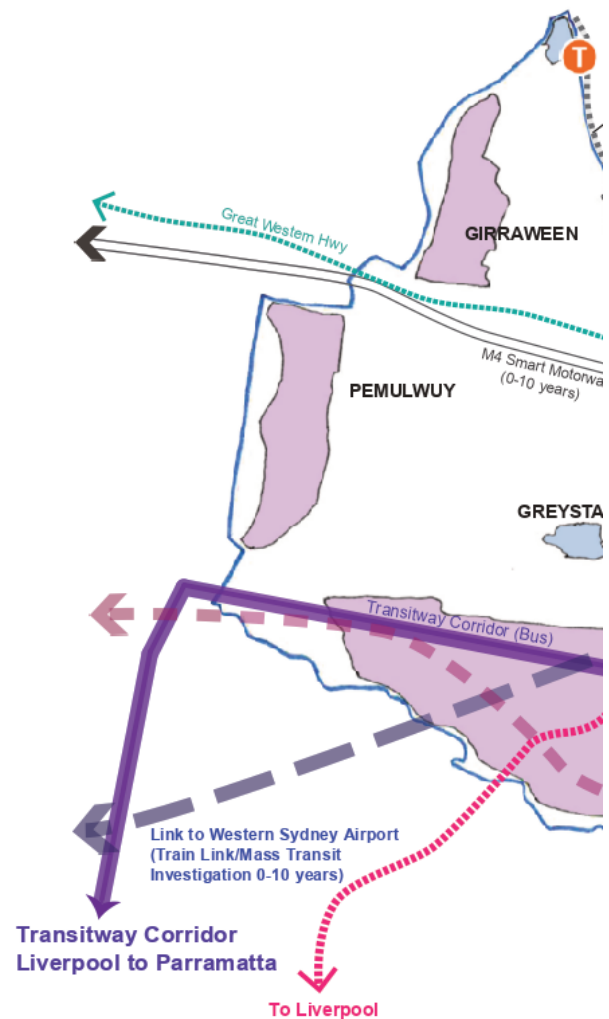 T
Great Western Hwy
GIRRAWEEN
M4 Smart Motorwa
(0-10 years)
PEMULWUY
GREYSTA
Transitway Corridor (Bus)
Link to Western Sydney Airport
(Train Link/Mass Transit
Investigation 0-10 years)
Transitway Corridor
Liverpool to Parramatta
To Liverpool